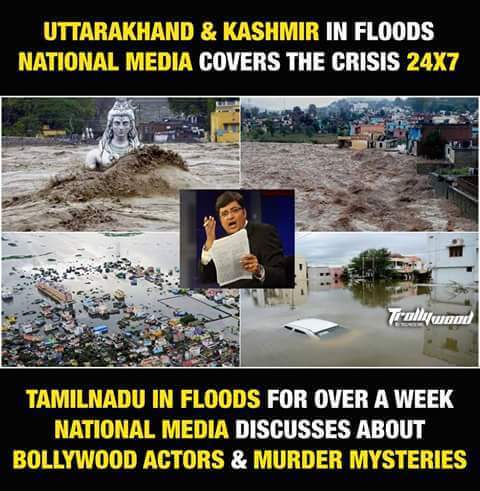 UTTARAKHAND & KASHMIR IN FLOODS
NATIONAL MEDIA COVERS THE CRISIS 24X7
Trollywood
TAMILNADU IN FLOODS FOR OVER A WEEK
NATIONAL MEDIA DISCUSSES ABOUT
BOLLYWOOD ACTORS & MURDER MYSTERIES